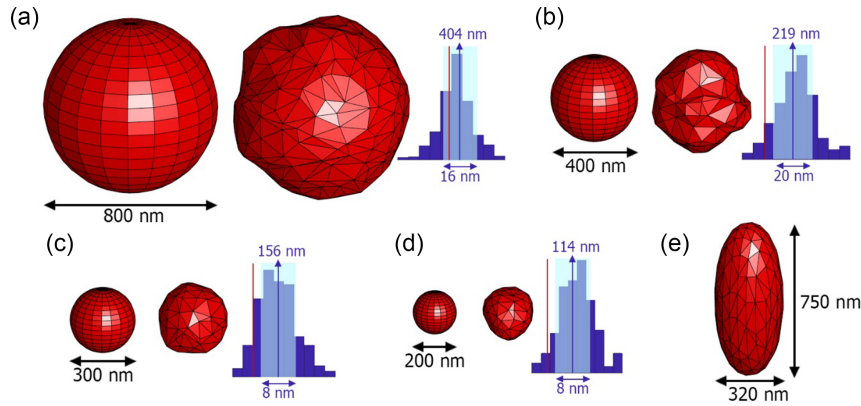 (a)
404 nm
16 nm
800 nm
(b)
219 nm
20 nm
400 nm
(c)
156 nm
8 nm
300 nm
(d)
114 nm
8 nm
200 nm
(e)
750 nm
320 nm